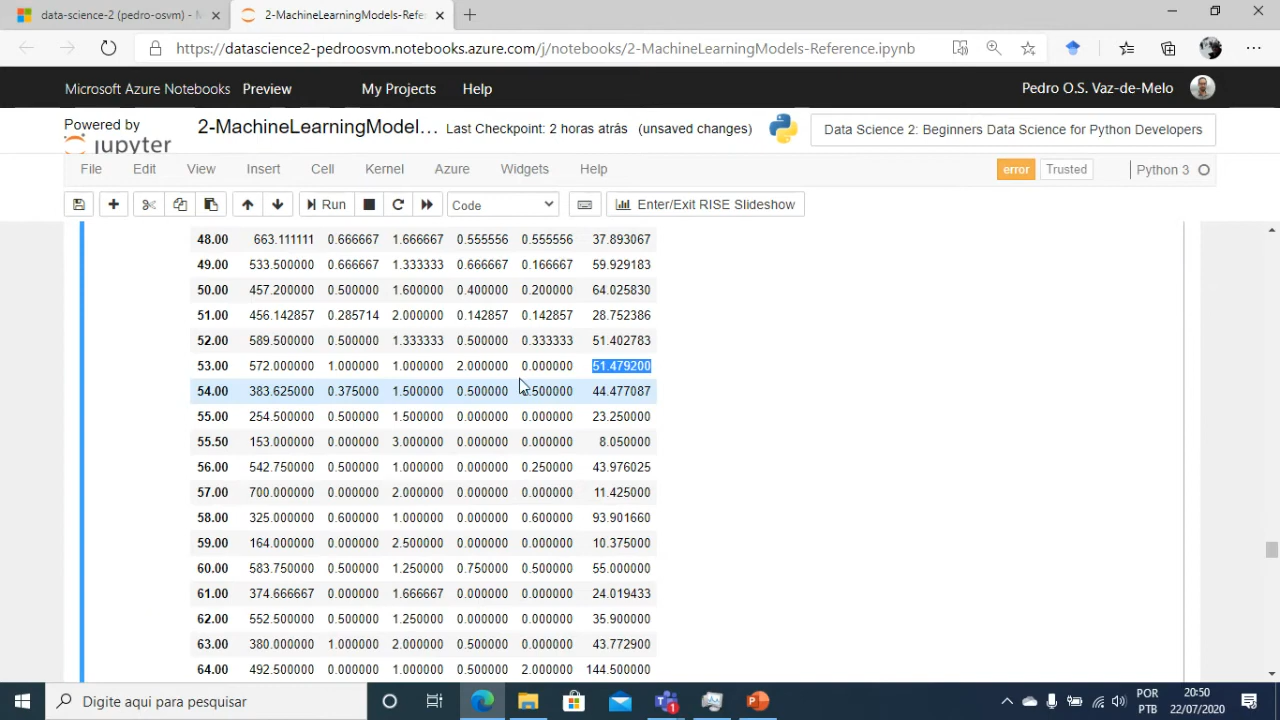 data-science-2 (pedro-osvm) - M
2-MachineLearningModels-Refere
https://datascience2-pedroosvm.notebooks.azure.com/j/notebooks/2-MachineLearningModels-Reference.ipynb
Microsoft Azure Notebooks Preview My Projects Help Pedro O.S. Vaz-de-Melo
Powered by
jupyter
2-MachineLearningModel... Last Checkpoint: 2 horas atrás (unsaved changes) Data Science 2: Beginners Data Science for Python Developers
File Edit View Insert Cell Kernel Azure Widgets Help error Trusted Python 3
Run Code Enter/Exit RISE Slideshow
48.00 663.111111 0.666667 1.666667 0.555556 0.555556 37.893067
49.00 533.500000 0.666667 1.333333 0.666667 0.166667 59.929183
50.00 457.200000 0.500000 1.600000 0.400000 0.200000 64.025830
51.00 456.142857 0.285714 2.000000 0.142857 0.142857 28.752386
52.00 589.500000 0.500000 1.333333 0.500000 0.333333 51.402783
53.00 572.000000 1.000000 1.000000 2.000000 0.000000 51.479200
54.00 383.625000 0.375000 1.500000 0.500000 0.500000 44.477087
55.00 254.500000 0.500000 1.500000 0.000000 0.000000 23.250000
55.50 153.000000 0.000000 3.000000 0.000000 0.000000 8.050000
56.00 542.750000 0.500000 1.000000 0.000000 0.250000 43.976025
57.00 700.000000 0.000000 2.000000 0.000000 0.000000 11.425000
58.00 325.000000 0.600000 1.000000 0.000000 0.600000 93.901660
59.00 164.000000 0.000000 2.500000 0.000000 0.000000 10.375000
60.00 583.750000 0.500000 1.250000 0.750000 0.500000 55.000000
61.00 374.666667 0.000000 1.666667 0.000000 0.000000 24.019433
62.00 552.500000 0.500000 1.250000 0.000000 0.000000 35.900000
63.00 380.000000 1.000000 2.000000 0.500000 0.000000 43.772900
64.00 492.500000 0.000000 1.000000 0.500000 2.000000 144.500000
Digite aqui para pesquisar
POR
PTB
20:50
22/07/2020